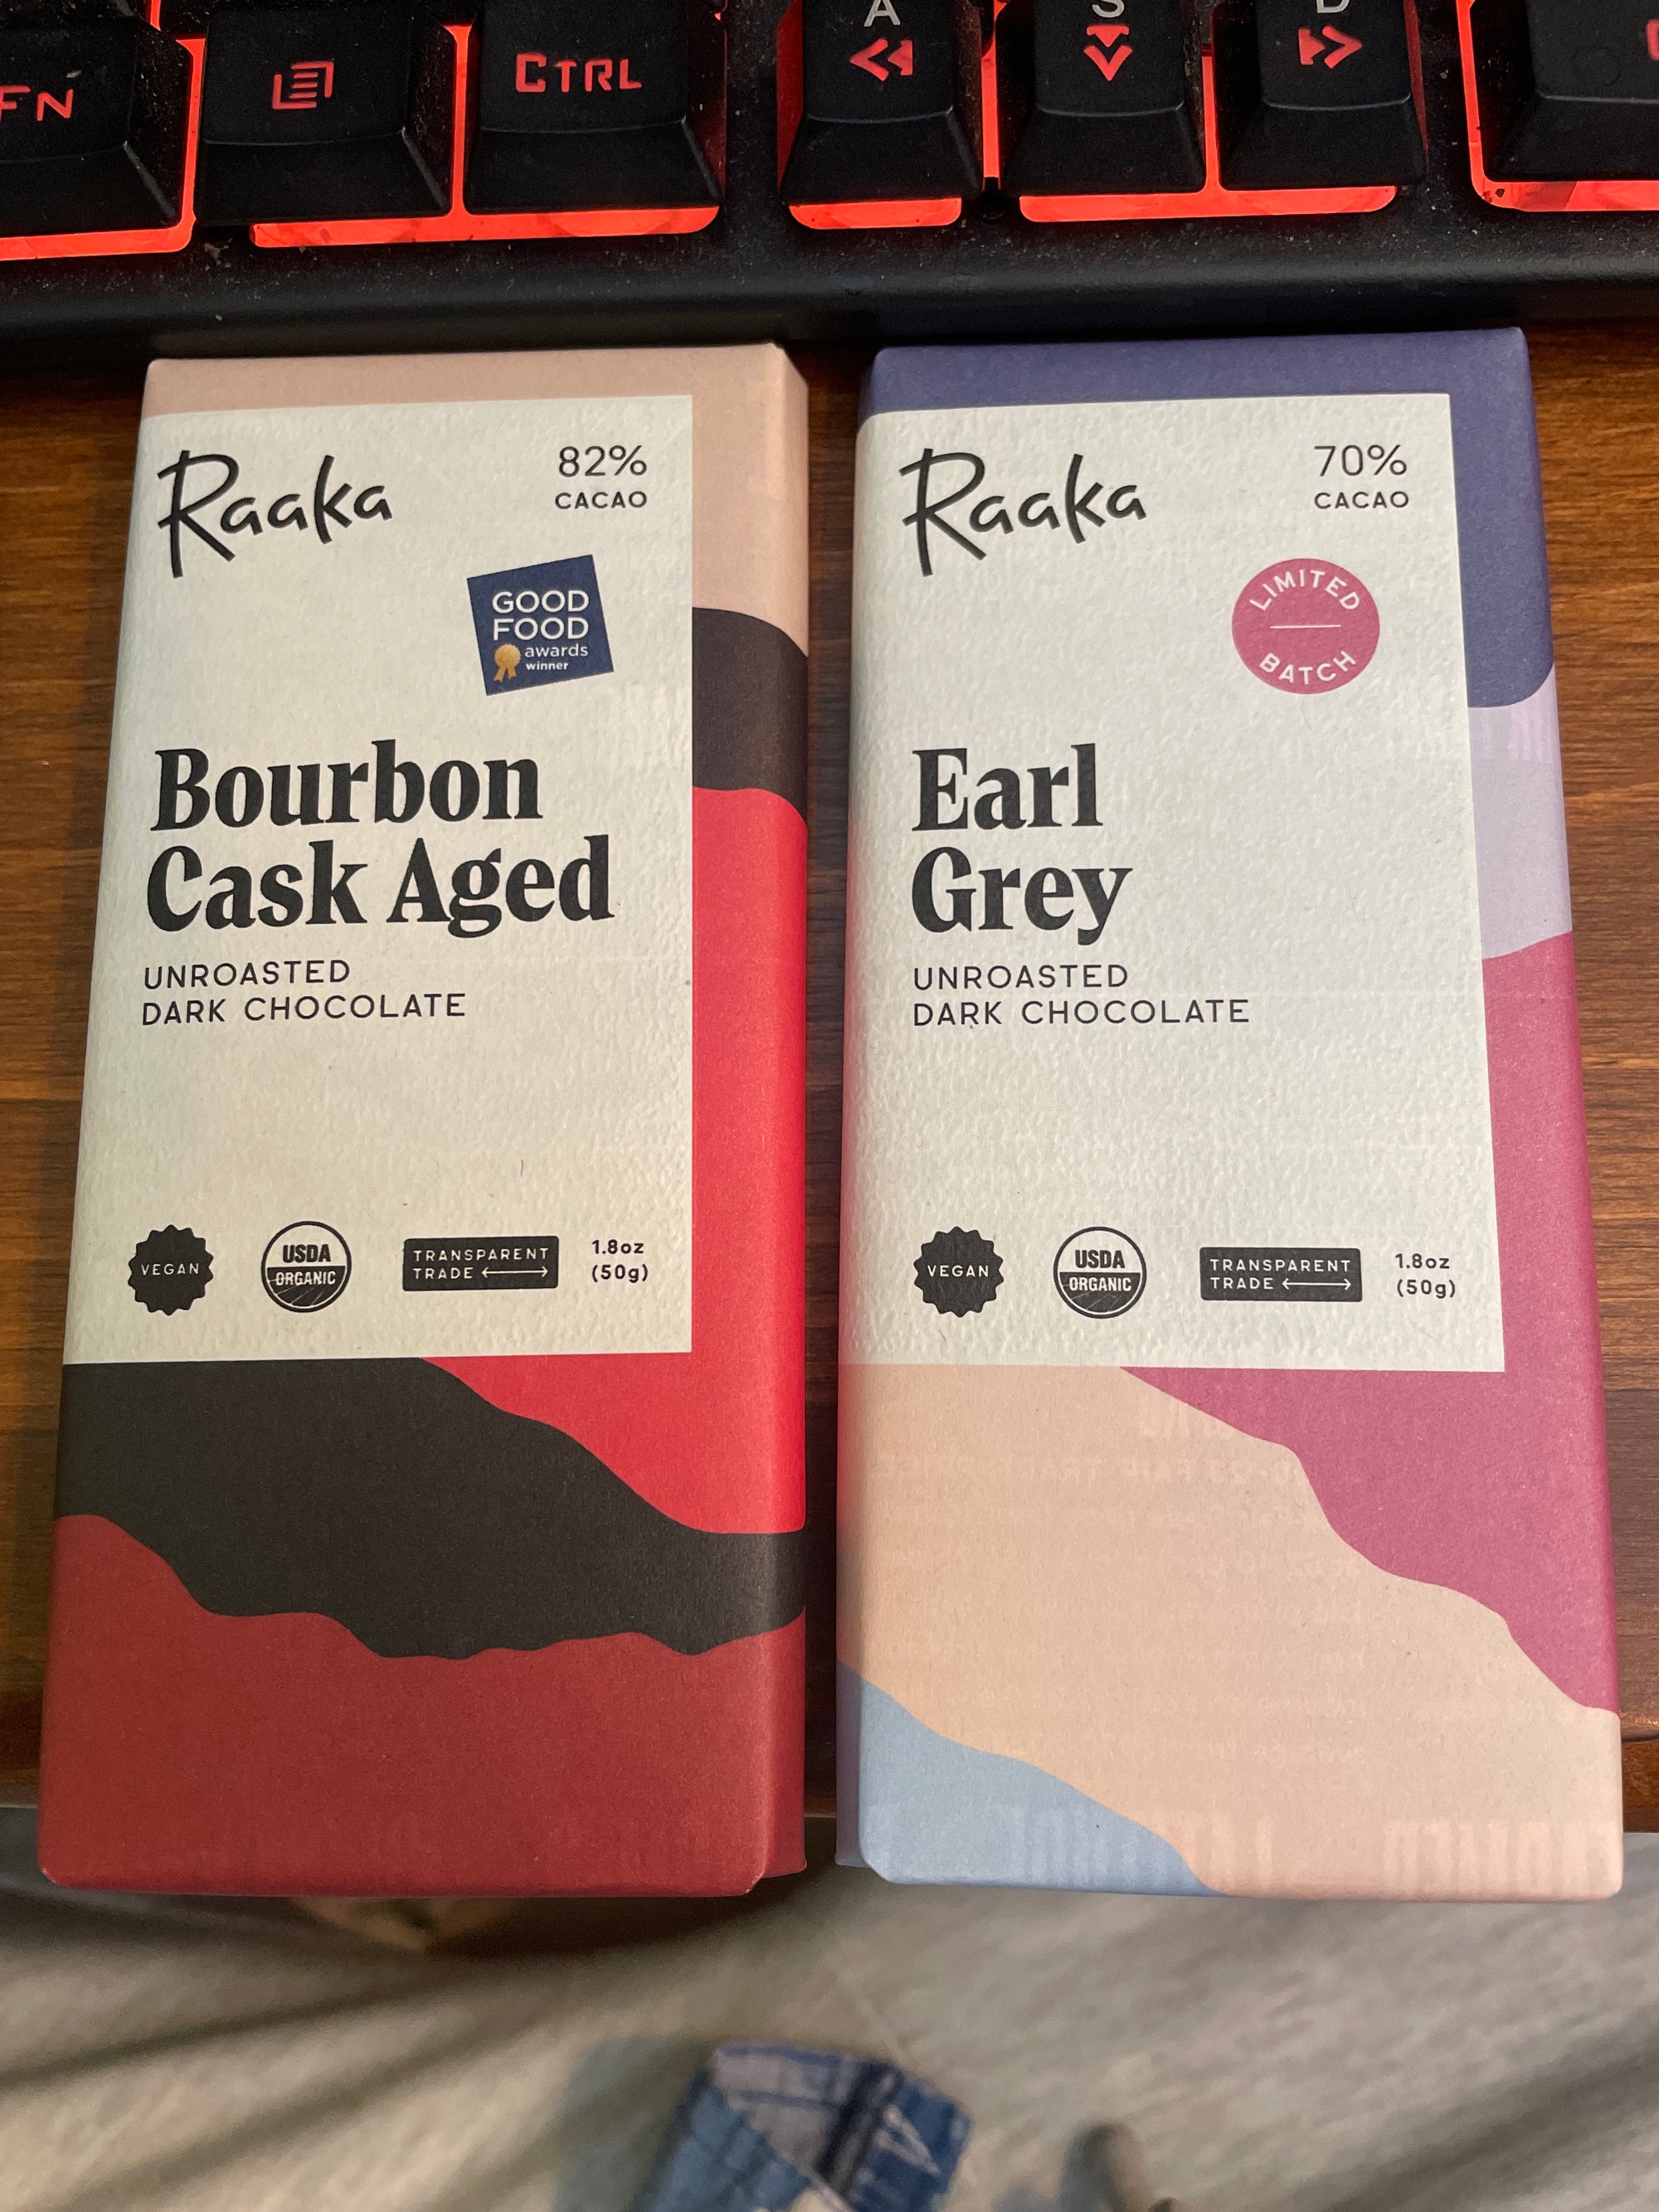 FN
CTRL
A
S
D
Raaka
82%
CACAO
GOOD
FOOD
awards
winner
Bourbon
Cask Aged
UNROASTED
DARK CHOCOLATE
VEGAN
USDA
ORGANIC
TRANSPARENT
TRADE
1.8oz
(50g)
Raaka
70%
CACAO
LIMITED
BATCH
Earl
Grey
UNROASTED
DARK CHOCOLATE
VEGAN
USDA
ORGANIC
TRANSPARENT
TRADE
1.8oz
(50g)